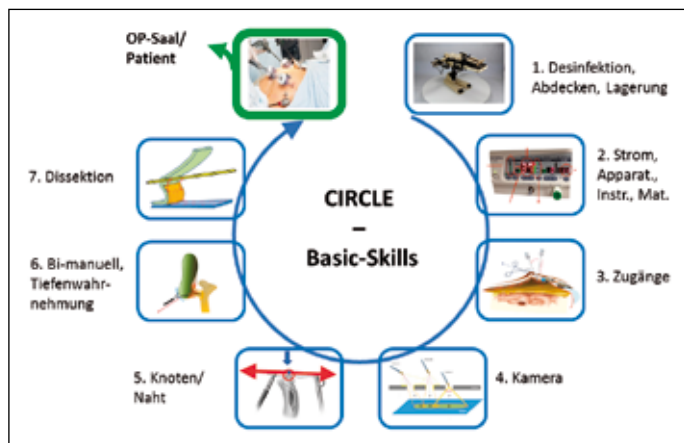 OP-Saal/
Patient
1. Desinfektion,
Abdecken, Lagerung
2. Strom,
Apparat.,
Instr., Mat.
3. Zugänge
4. Kamera
5. Knoten/
Naht
6. Bi-manuell,
Tiefenwahr-
nehmung
7. Dissektion
CIRCLE
–
Basic-Skills